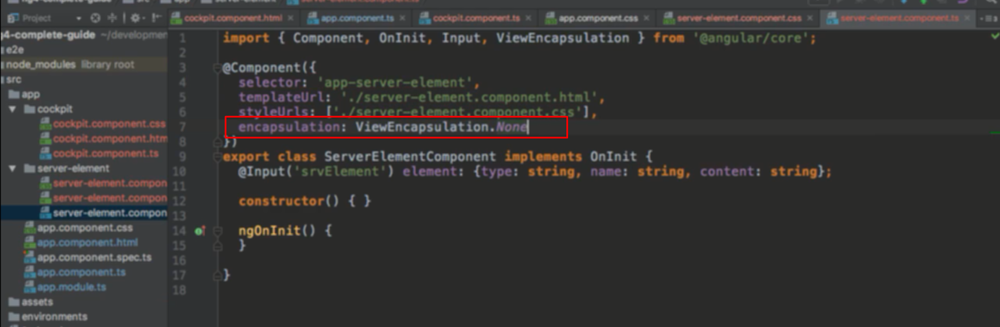 Project
cockpit.component.html
app.component.ts
cockpit.component.ts
app.component.css
server-element.component.css
server-element.component.ts
4-complete-guide ~/developmen
e2e
node_modules library root
src
app
cockpit
cockpit.component.css
cockpit.component.htm
cockpit.component.ts
server-element
server-element.compon
server-element.compon
server-element.compon
app.component.css
app.component.html
app.component.spec.ts
app.component.ts
app.module.ts
assets
environments
1 import { Component, OnInit, Input, ViewEncapsulation } from '@angular/core';
2
3 @Component({
4 selector: 'app-server-element',
5 templateUrl: './server-element.component.html',
6 styleUrls: ['./server-element.component.css'],
7 encapsulation: ViewEncapsulation.None
8 })
9 export class ServerElementComponent implements OnInit {
10 @Input('srvElement') element: {type: string, name: string, content: string};
11
12 constructor() { }
13
14 ngOnInit() {
15 }
16
17 }
18